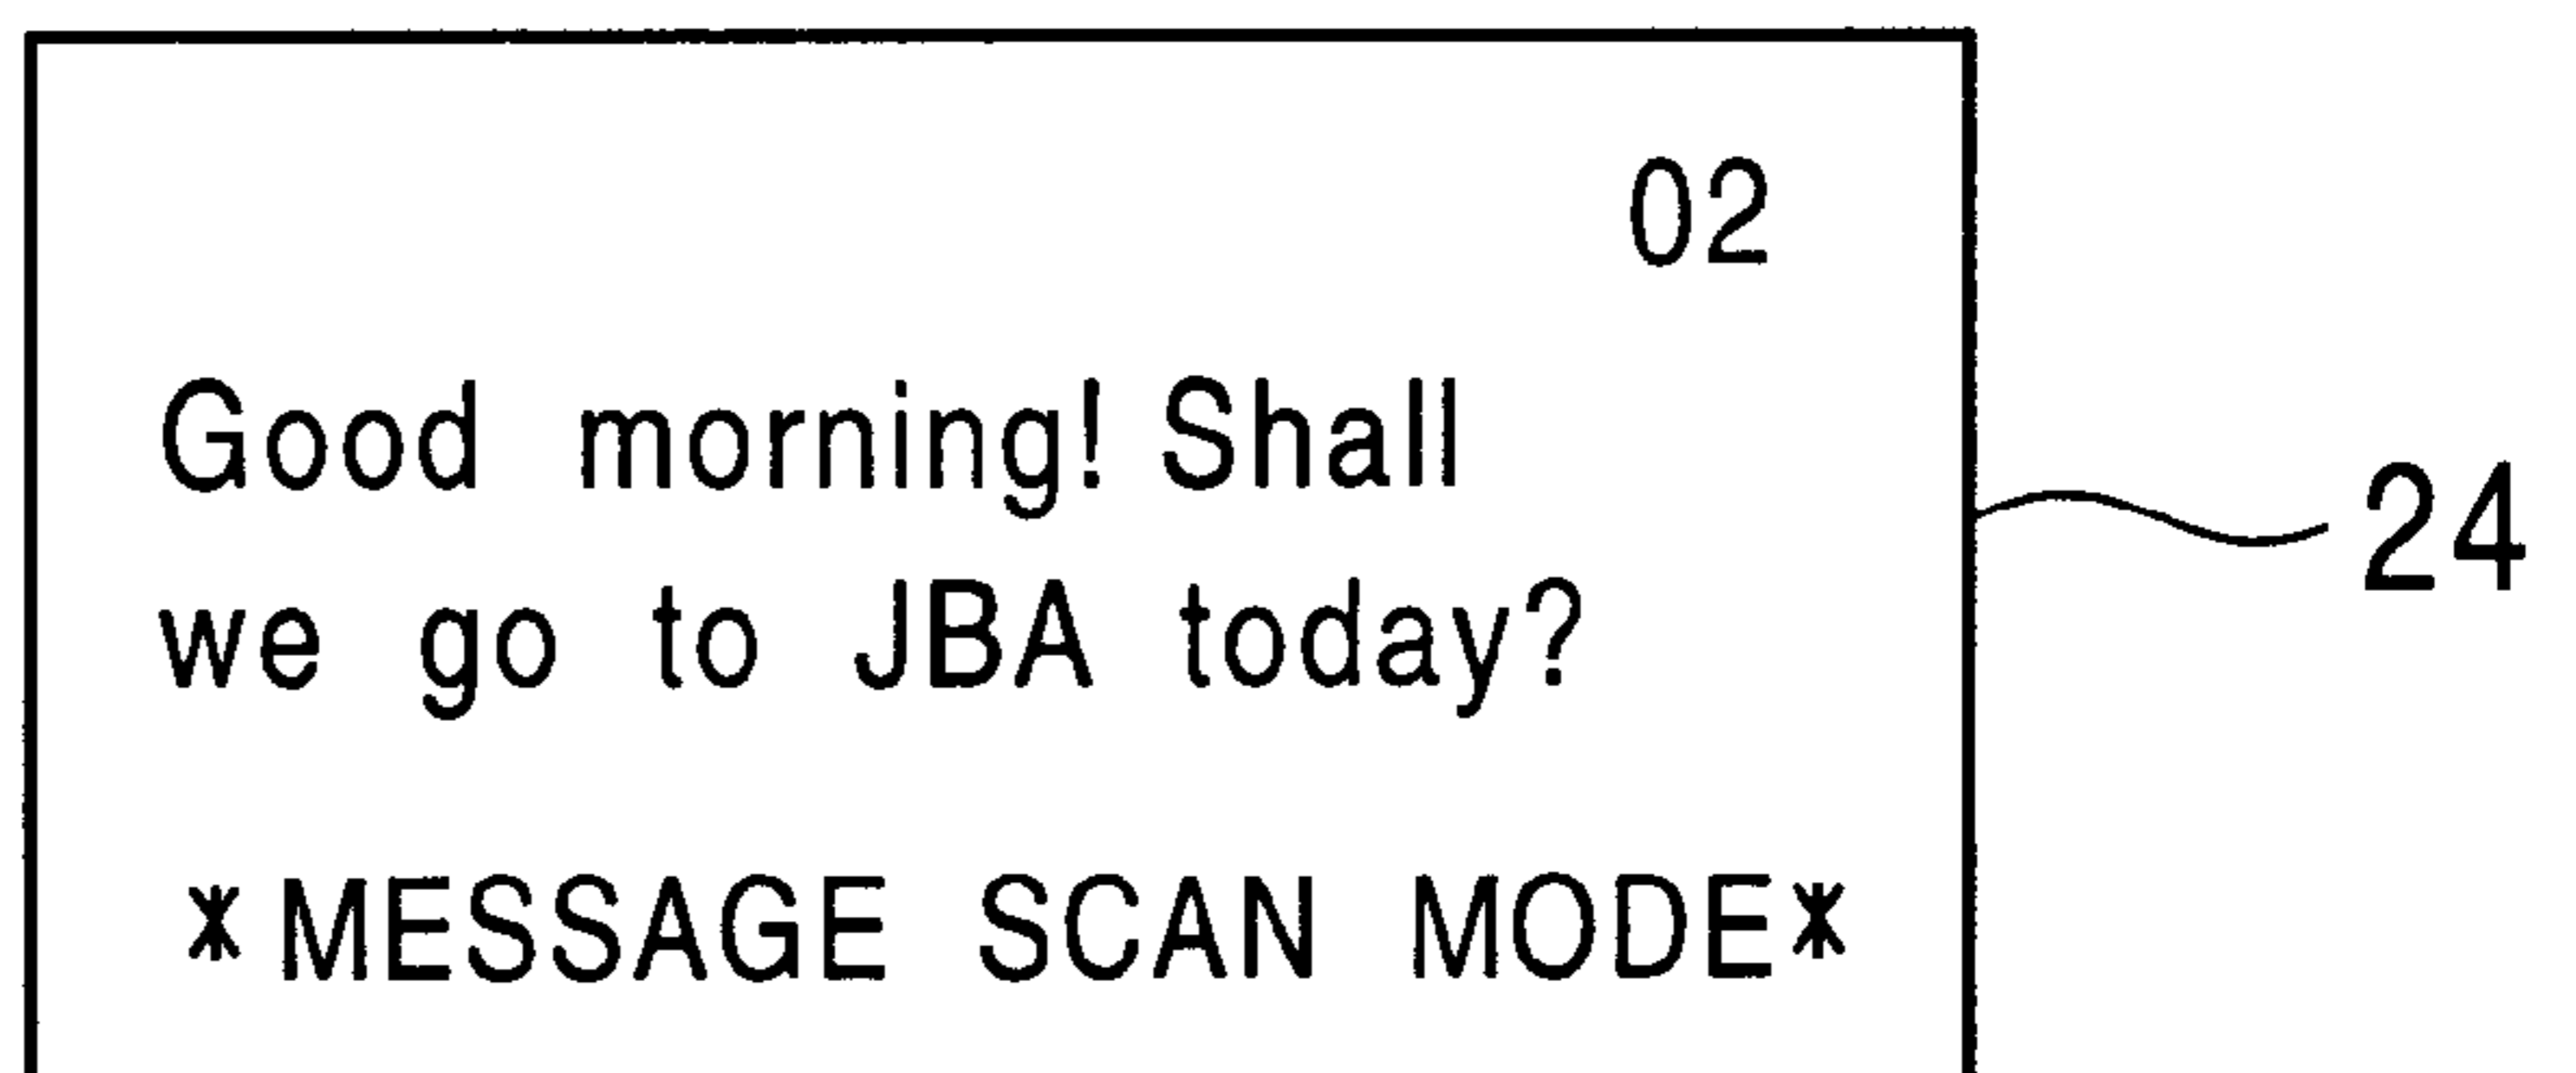 02
Good morning! Shall
we go to JBA today?
*MESSAGE SCAN MODE*
24